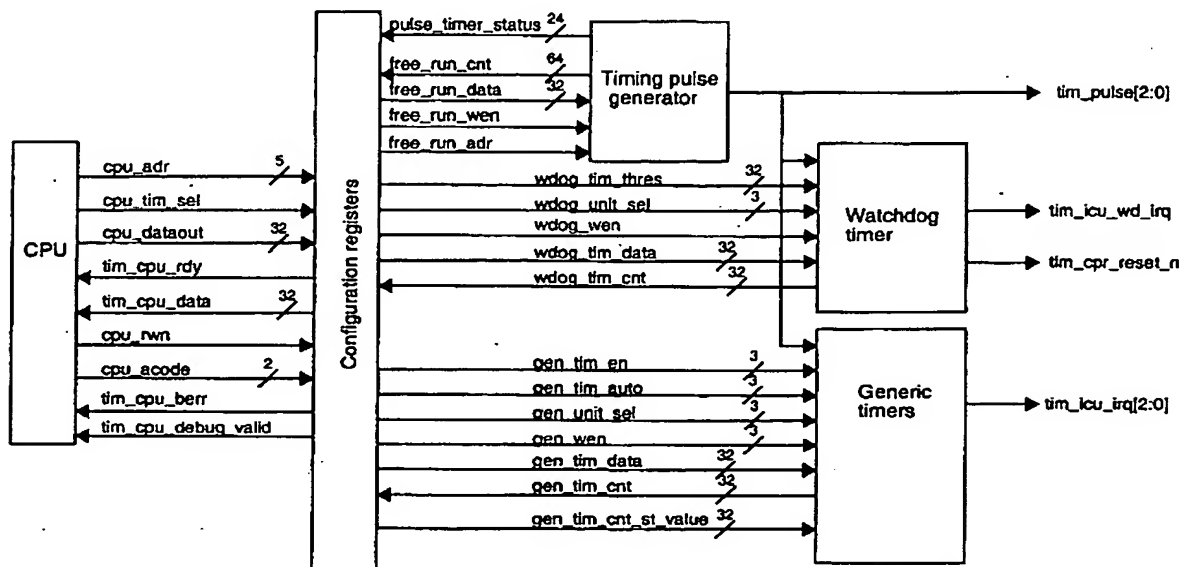 pulse_timer_status 24
free_run_cnt 64
free_run_data 32
free_run_wen
free_run_adr
Timing pulse
generator
tim_pulse[2:0]
CPU
cpu_adr 5
cpu_tim_sel
cpu_dataout 32
tim_cpu_rdy
tim_cpu_data 32
cpu_rwn
cpu_acode 2
tim_cpu_berr
tim_cpu_debug_valid
Configuration registers
wdog_tim_thres 32
wdog_unit_sel 3
wdog_wen
wdog_tim_data 32
wdog_tim_cnt 32
Watchdog
timer
tim_icu_wd_irq
tim_cpr_reset_n
gen_tim_en 3
gen_tim_auto 3
gen_unit_sel 3
gen_wen 3
gen_tim_data 32
gen_tim_cnt 32
gen_tim_cnt_st_value 32
Generic
timers
tim_icu_irq[2:0]